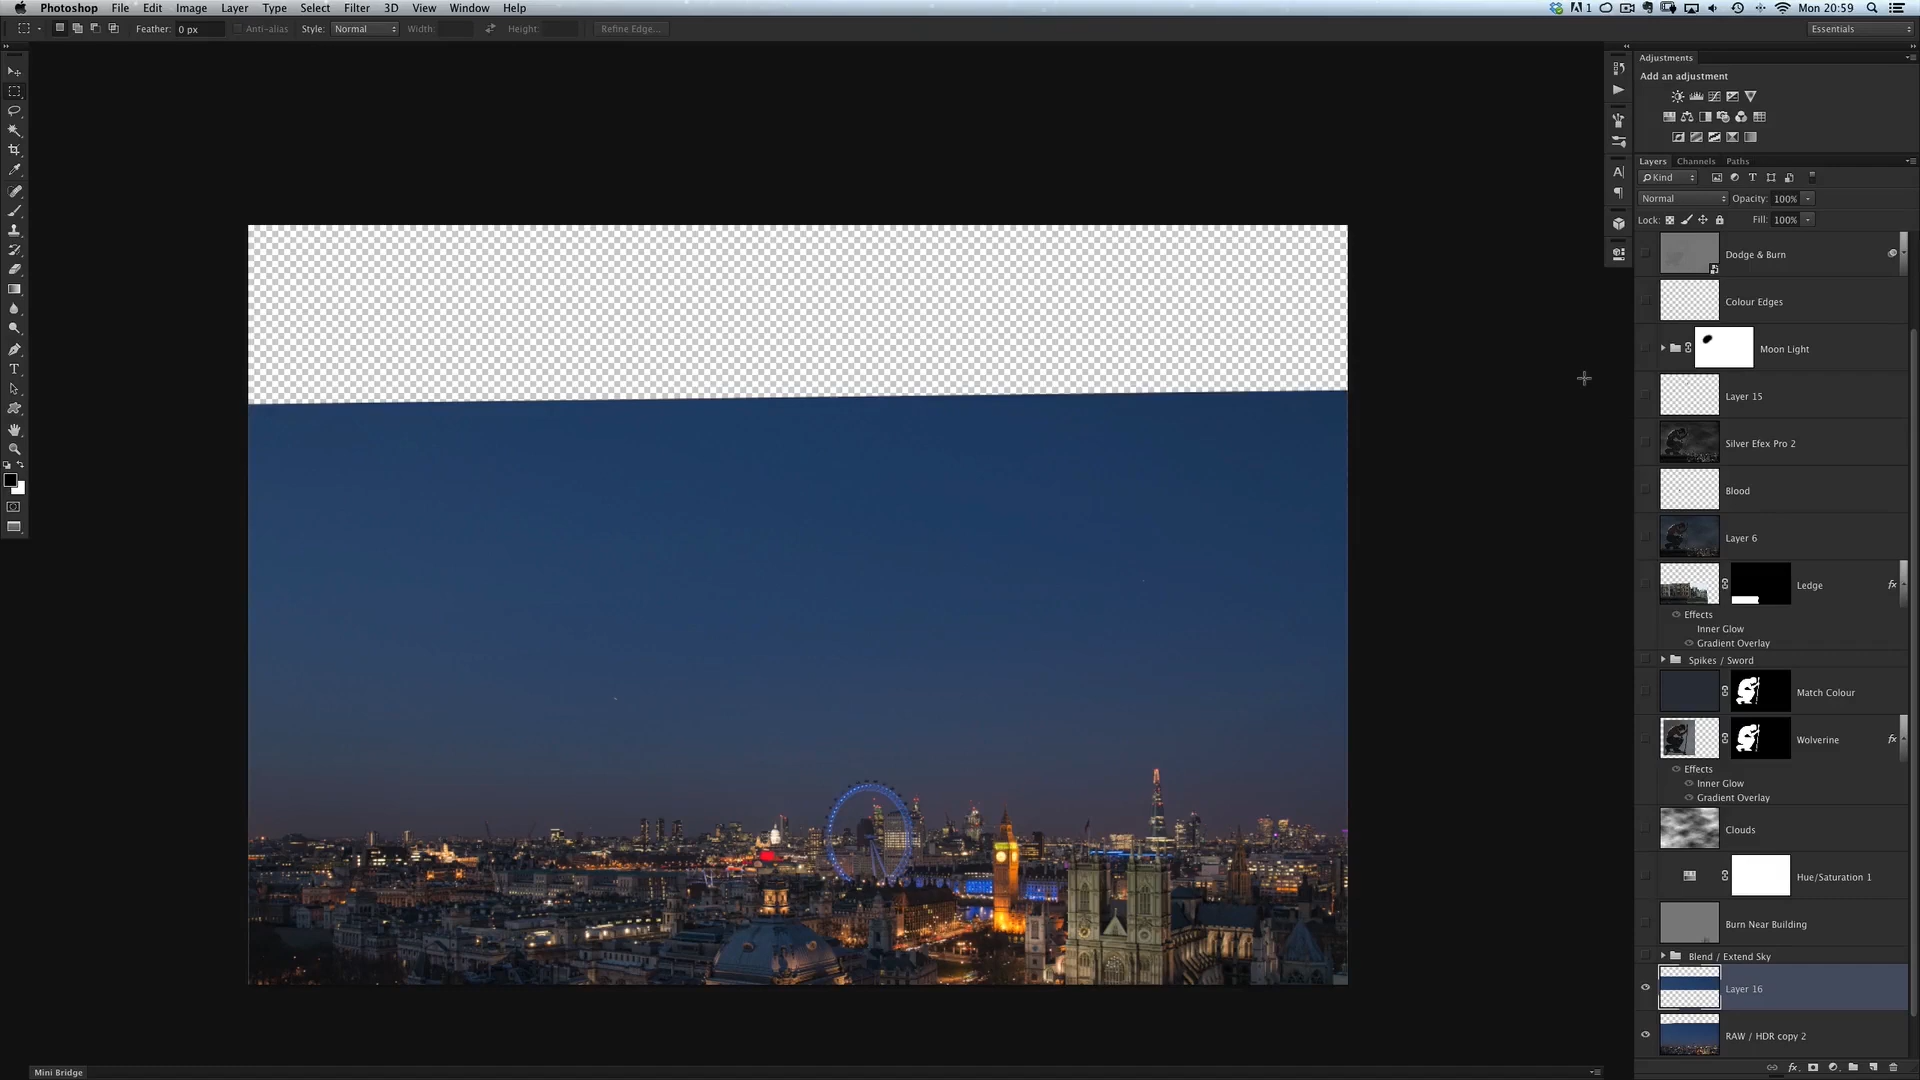 Photoshop File Edit Image Layer Type Select Filter 3D View Window Help
1 Mon 20:59
Feather: 0 px Anti-alias Style: Normal Width: Height: Refine Edge... Essentials
Adjustments
Add an adjustment
Layers Channels Paths
Kind T
Normal Opacity: 100%
Lock: Fill: 100%
Dodge & Burn
Colour Edges
Moon Light
Layer 15
Silver Efex Pro 2
Blood
Layer 6
Ledge fx
Effects
Inner Glow
Gradient Overlay
Spikes / Sword
Match Colour
Wolverine fx
Effects
Inner Glow
Gradient Overlay
Clouds
Hue/Saturation 1
Burn Near Building
Blend / Extend Sky
Layer 16
RAW / HDR copy 2
Mini Bridge
fx